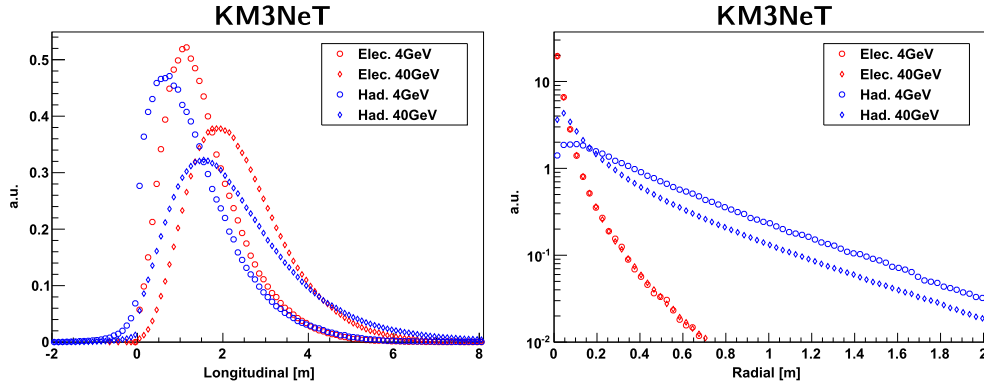 KM3NeT
0.5
0.4
0.3
0.2
0.1
0
a.u.
Elec. 4GeV
Elec. 40GeV
Had. 4GeV
Had. 40GeV
-2 0 2 4 6 8
Longitudinal [m]
KM3NeT
10
1
10-1
10-2
a.u.
Elec. 4GeV
Elec. 40GeV
Had. 4GeV
Had. 40GeV
0 0.2 0.4 0.6 0.8 1 1.2 1.4 1.6 1.8 2
Radial [m]